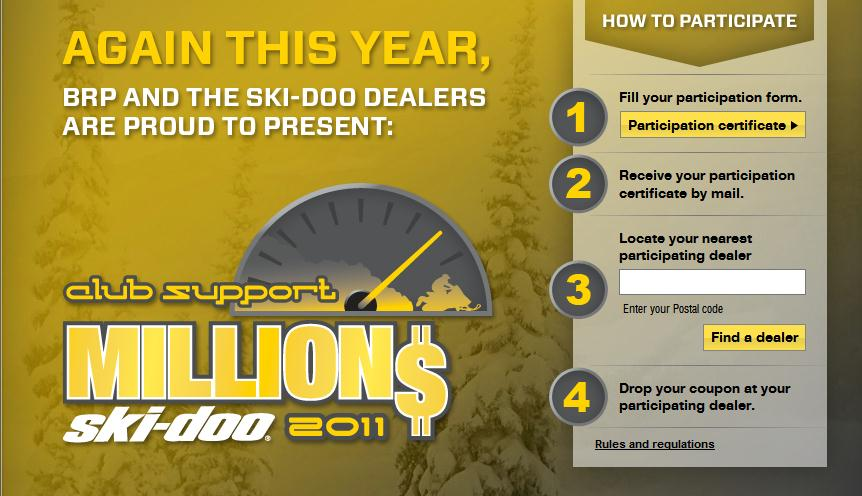 AGAIN THIS YEAR,
BRP AND THE SKI-DOO DEALERS
ARE PROUD TO PRESENT:
club support
MILLION$
ski-doo® 2011
HOW TO PARTICIPATE
1
Fill your participation form.
Participation certificate
2
Receive your participation
certificate by mail.
3
Locate your nearest
participating dealer
Enter your Postal code
Find a dealer
4
Drop your coupon at your
participating dealer.
Rules and regulations